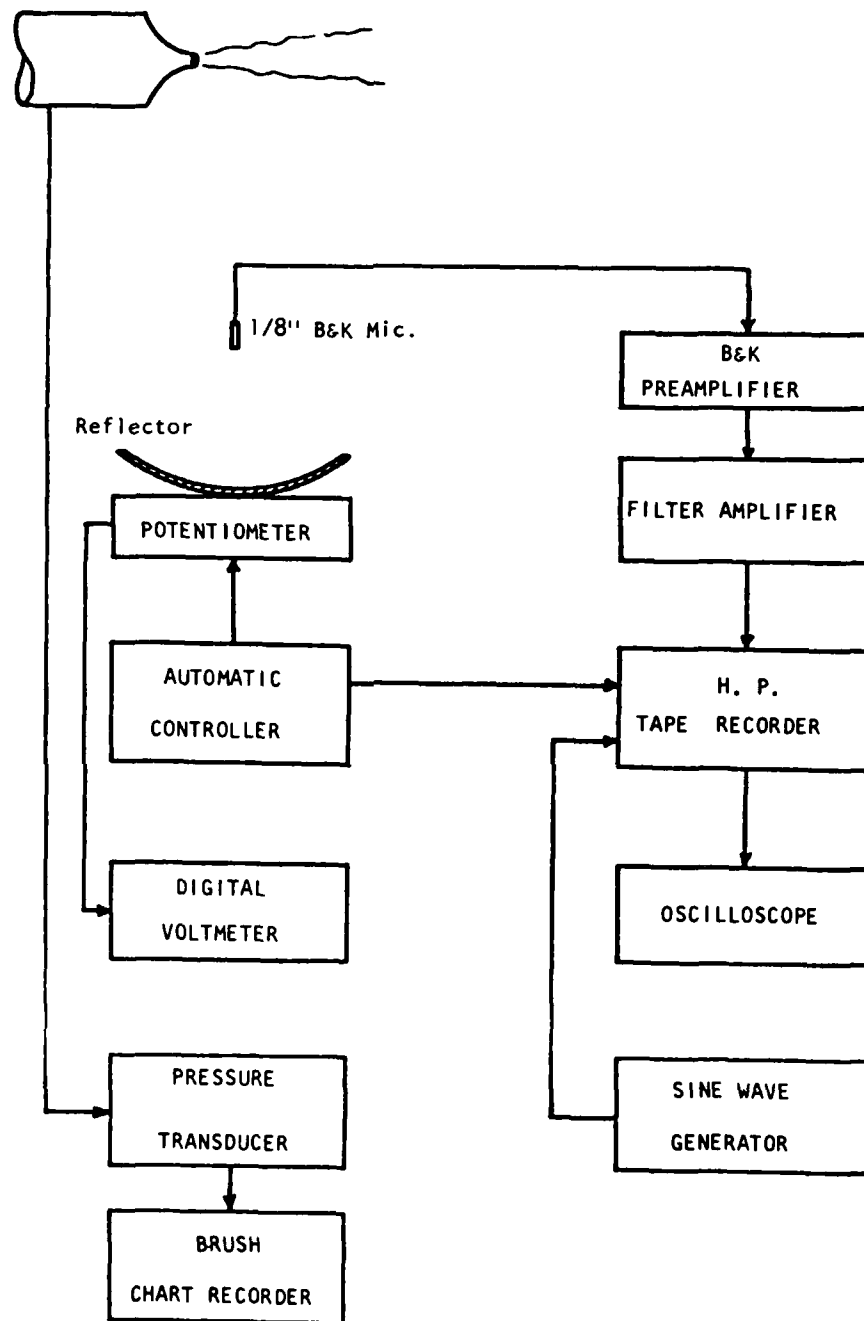 1/8" B&K Mic.
B&K
PREAMPLIFIER
Reflector
FILTER AMPLIFIER
POTENTIOMETER
AUTOMATIC
CONTROLLER
H. P.
TAPE RECORDER
DIGITAL
VOLTMETER
OSCILLOSCOPE
PRESSURE
TRANSDUCER
SINE WAVE
GENERATOR
BRUSH
CHART RECORDER